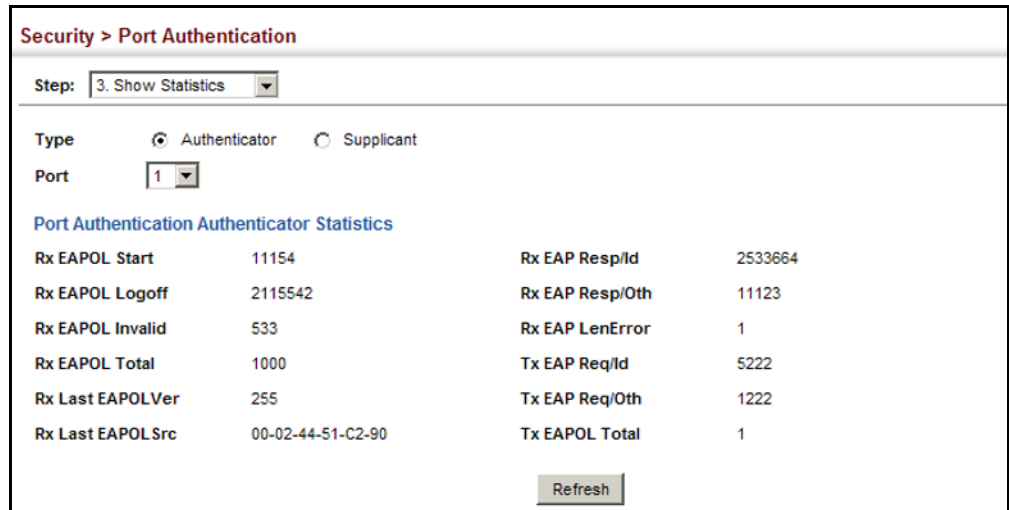 Security > Port Authentication
Step: 3. Show Statistics
Type Authenticator Supplicant
Port 1
Port Authentication Authenticator Statistics
Rx EAPOL Start 11154 Rx EAP Resp/Id 2533664
Rx EAPOL Logoff 2115542 Rx EAP Resp/Oth 11123
Rx EAPOL Invalid 533 Rx EAP LenError 1
Rx EAPOL Total 1000 Tx EAP Req/Id 5222
Rx Last EAPOLVer 255 Tx EAP Req/Oth 1222
Rx Last EAPOLSrc 00-02-44-51-C2-90 Tx EAPOL Total 1
Refresh